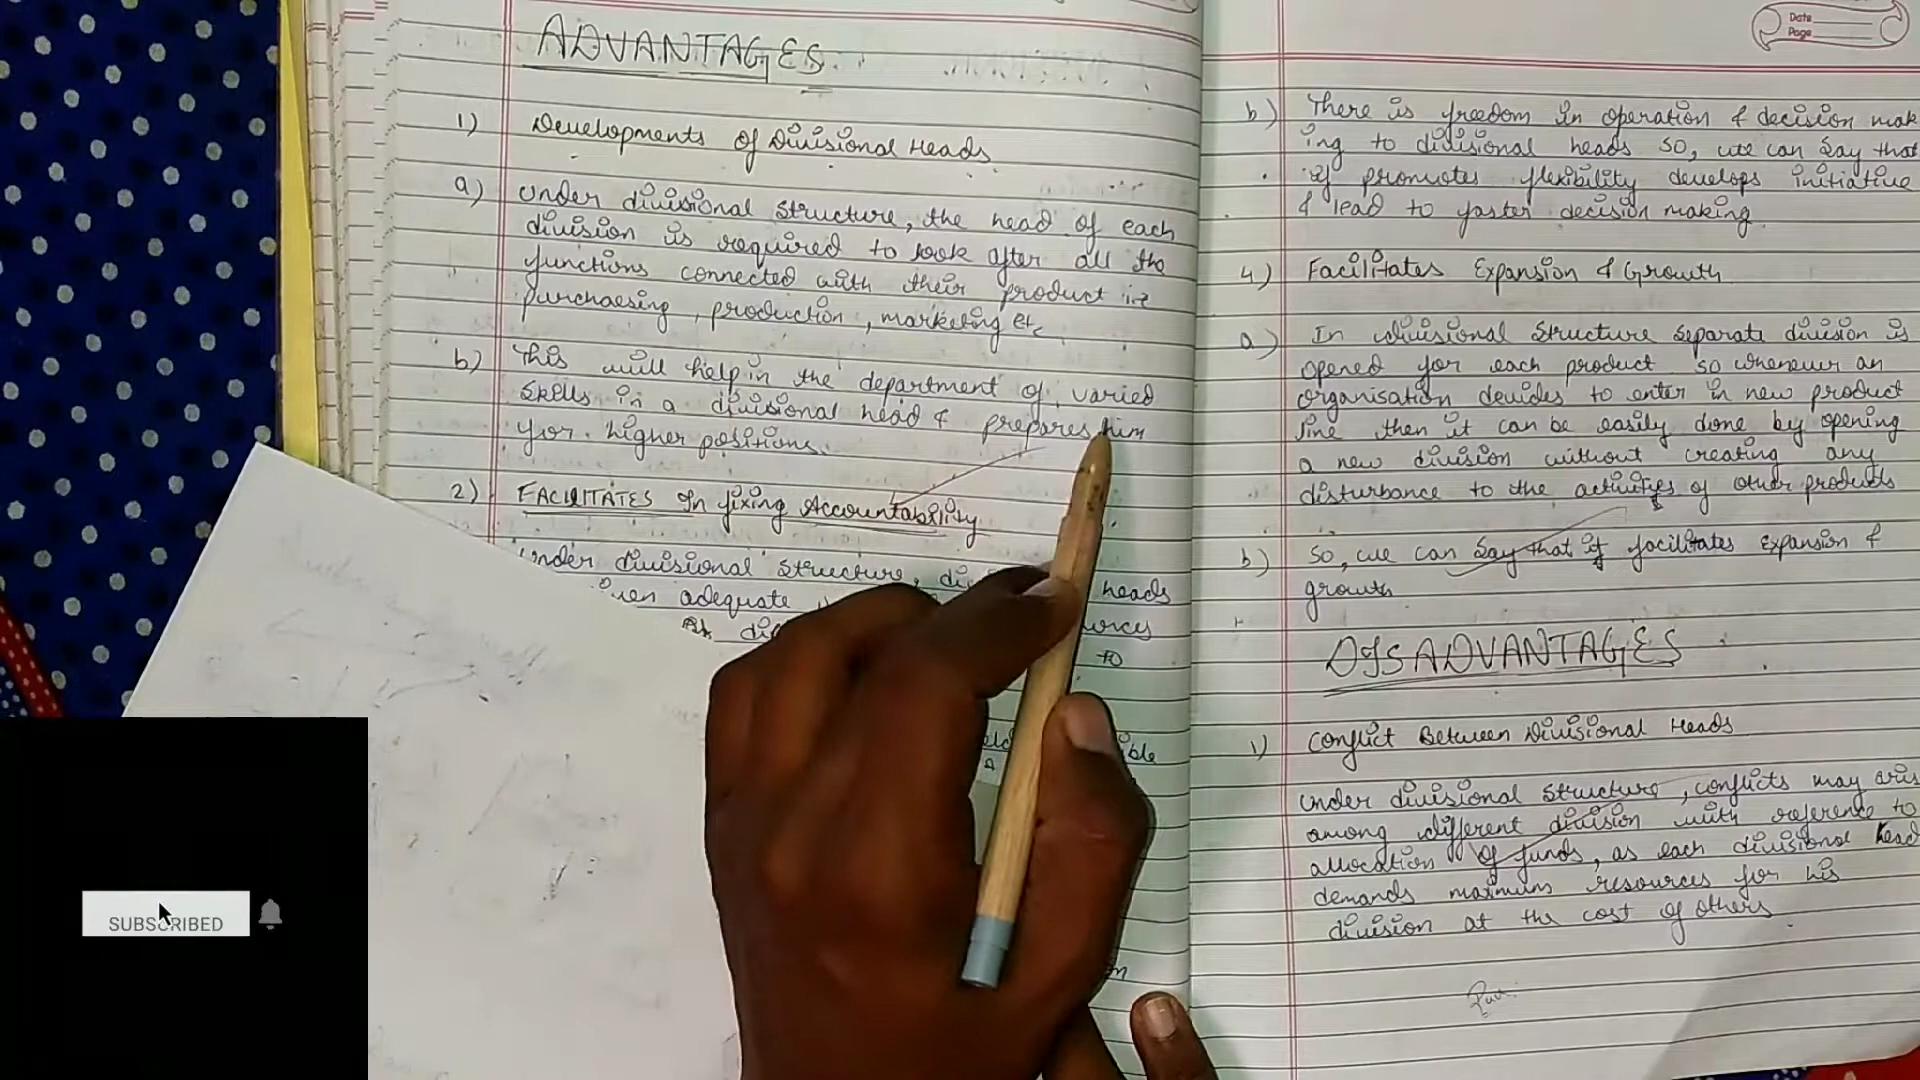 ADVANTAGES
1) Developments of Divisional Heads
a) Under divisional structure, the head of each
division is required to look after all the
functions connected with their product i.e
purchaesing, production, marketing etc
b) This will help in the department of varied
skells in a divisional head & prepares him
for higher positions.
2) FACILITATES In fixing Accountability
Under divisional structure, heads
adequate
to
Date
Page
b) There is freedom in operation & decision mak
ing to divisional heads so, we can say that
if promotes flexibility develops initiative
& lead to faster decision making
4) Facilitates Expansion & Growth
a) In divisional structure separate division is
opened for each product so whenever an
organisation decides to enter in new product
line then it can be easily done by opening
a new division without creating any
disturbance to the activities of other products
b) So, we can say that if facilitates expansion &
growth
DISADVANTAGES
1) Conflict Between Divisional Heads
Under divisional structure, conflicts may aris
among different division with reference to
allocation of funds, as each divisional head
demands maximum resources for his
division at the cost of others
SUBSCRIBED